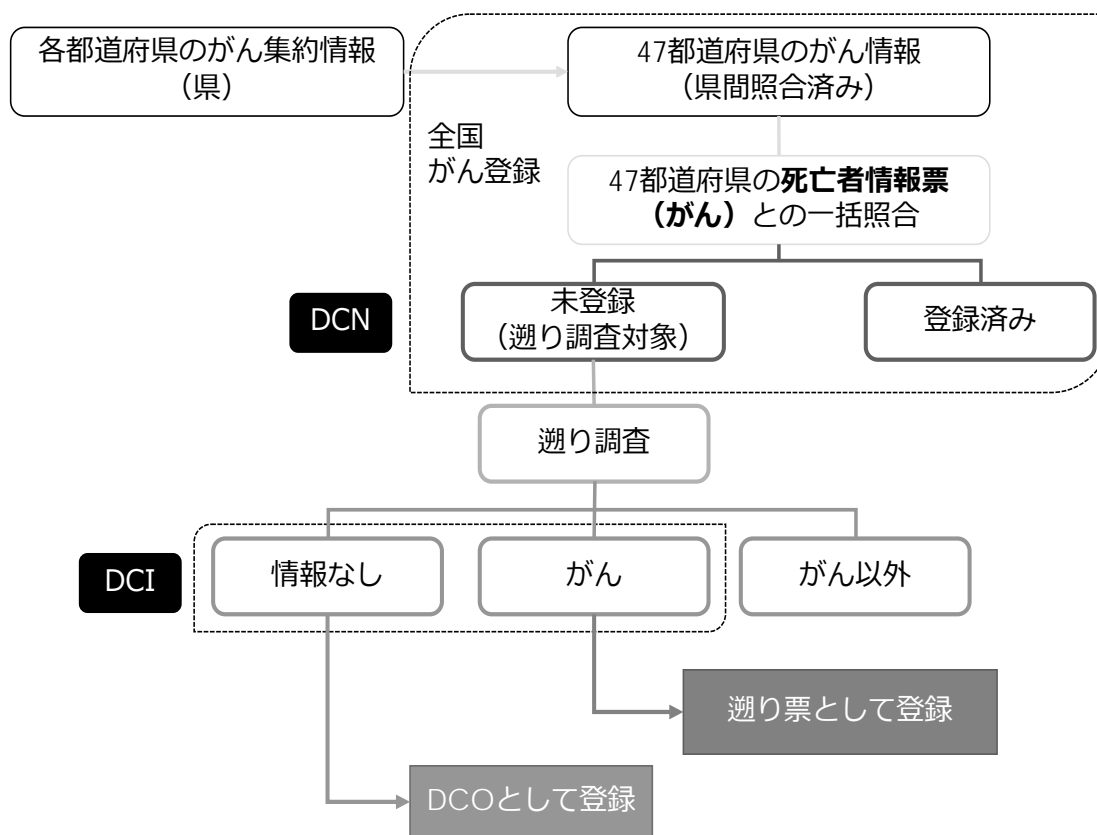 各都道府県のがん集約情報
（県）
47都道府県のがん情報
（県間照合済み）
全国
がん登録
47都道府県の死亡者情報票
（がん）との一括照合
DCN
未登録
（遡り調査対象）
登録済み
遡り調査
DCI
情報なし
がん
がん以外
遡り票として登録
DCOとして登録